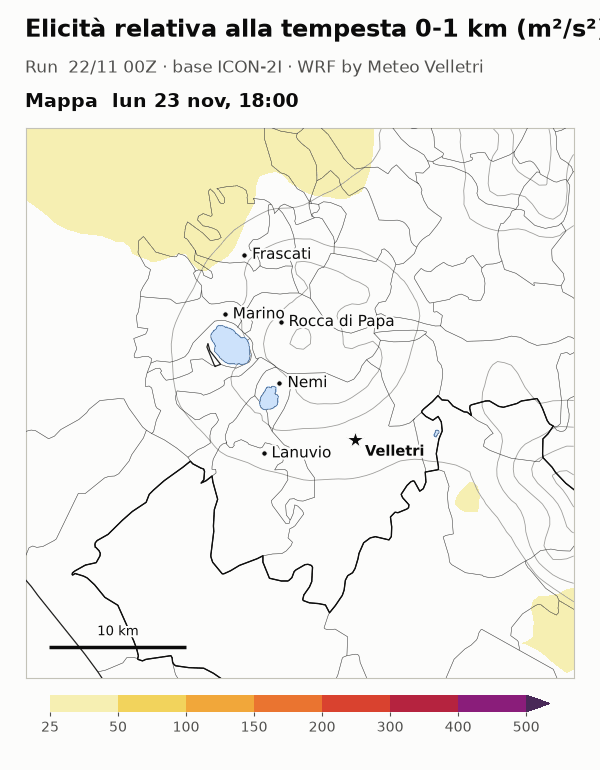 Elicità relativa alla tempesta 0-1 km (m²/s²)
Run 22/11 00Z · base ICON-2I · WRF by Meteo Velletri
Mappa lun 23 nov, 18:00
Frascati
Marino
Rocca di Papa
Nemi
Lanuvio
Velletri
10 km
25 50 100 150 200 300 400 500